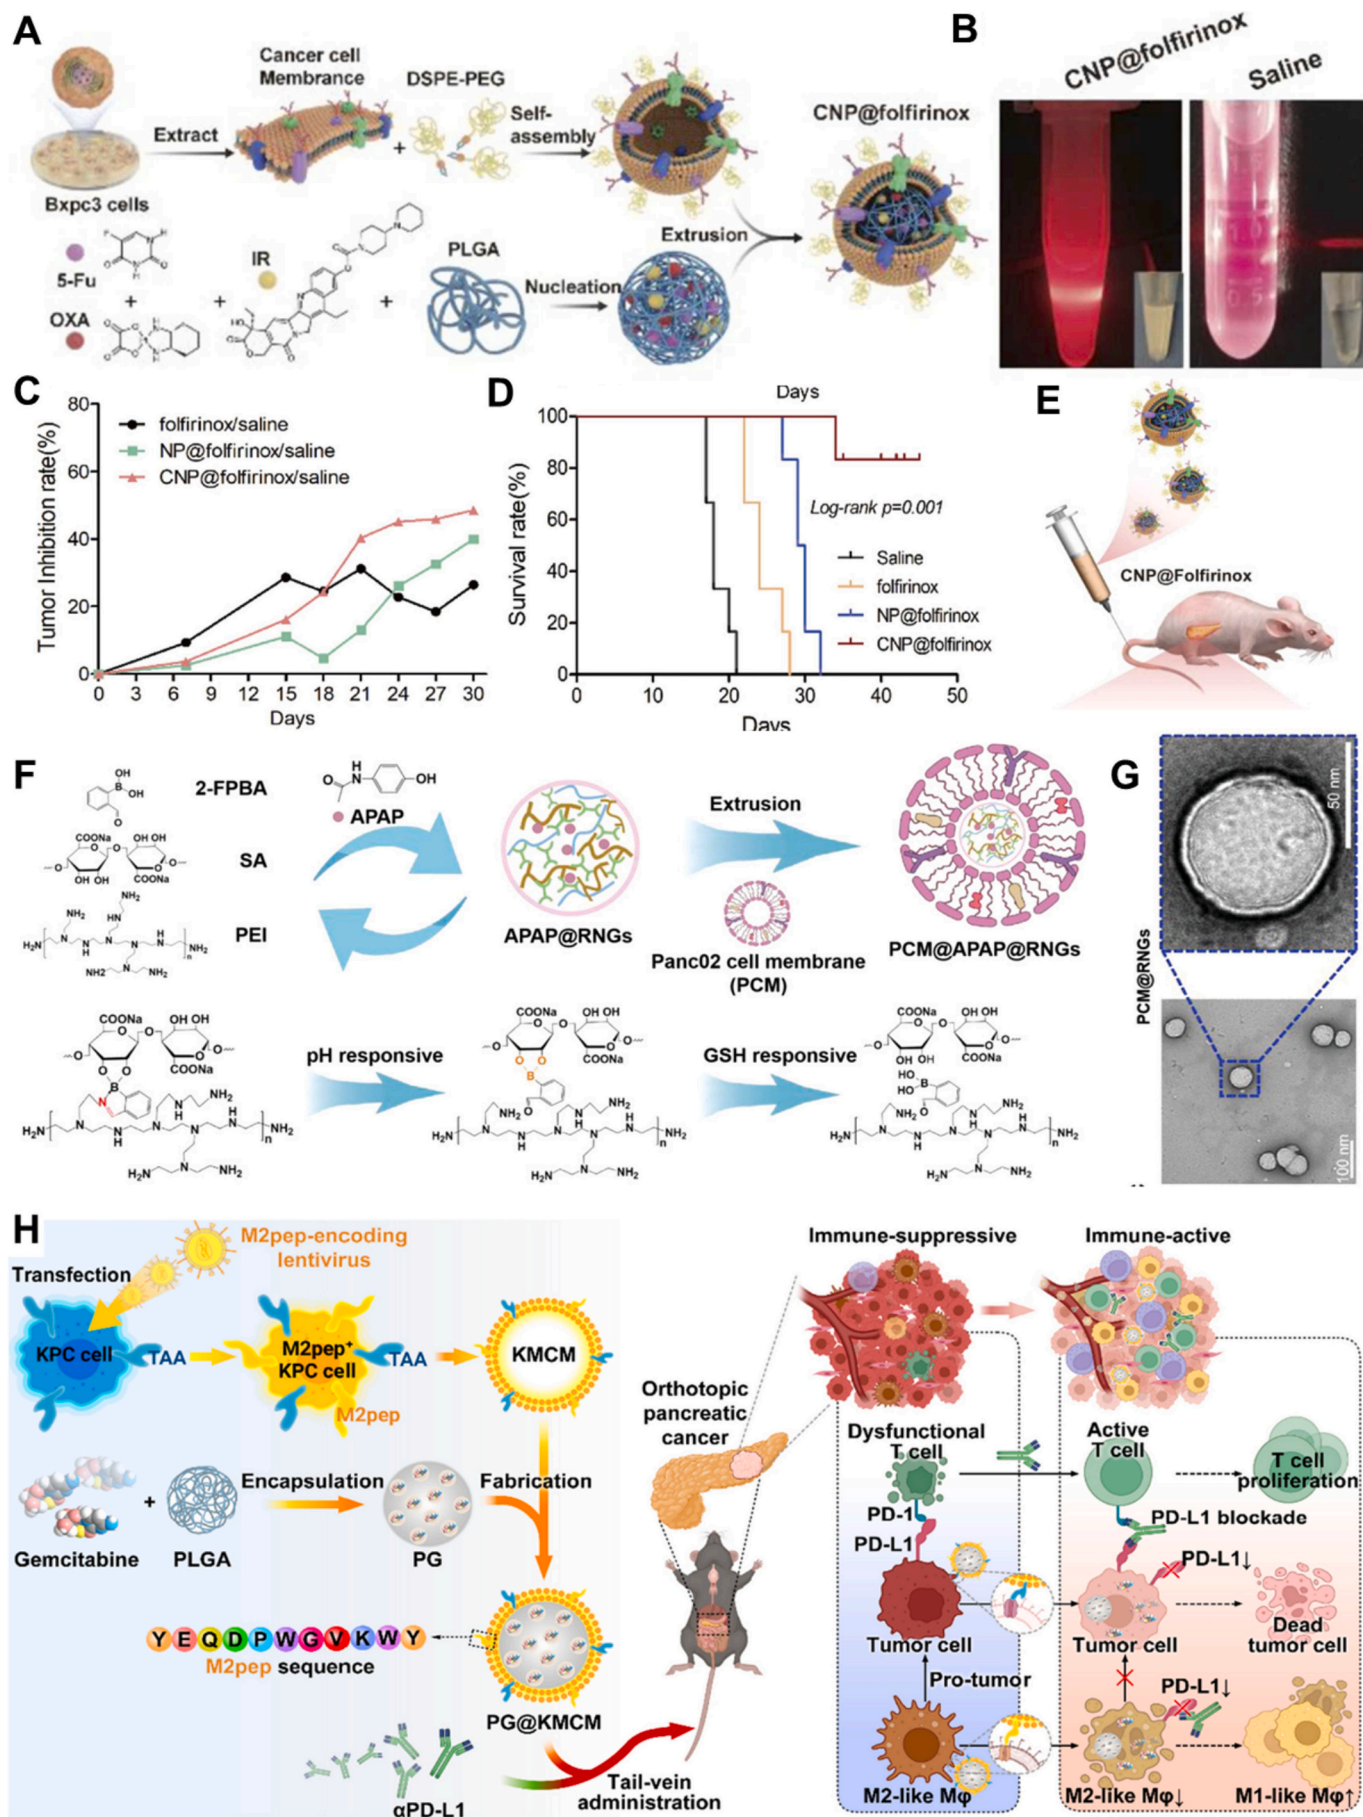 A
Cancer cell
Membrance
DSPE-PEG
Self-
assembly
Extract
+
Bxpc3 cells
CNP@folfirinox
5-Fu
+
OXA
+
IR
+
PLGA
Nucleation
Extrusion
B
CNP@folfirinox
Saline
C
Tumor Inhibition rate(%)
80
60
40
20
0
folfirinox/saline
NP@folfirinox/saline
CNP@folfirinox/saline
0 3 6 9 12 15 18 21 24 27 30
Days
D
Days
Survival rate(%)
100
80
60
40
20
0
Log-rank p=0.001
Saline
folfirinox
NP@folfirinox
CNP@folfirinox
0 10 20 30 40 50
Days
E
CNP@Folfirinox
F
2-FPBA
APAP
SA
PEI
APAP@RNGs
Extrusion
Panc02 cell membrane
(PCM)
PCM@APAP@RNGs
pH responsive
GSH responsive
G
PCM@RNGs
50 nm
100 nm
H
M2pep-encoding
lentivirus
Transfection
KPC cell
TAA
M2pep+
KPC cell
TAA
M2pep
KMCM
Gemcitabine
+
PLGA
Encapsulation
PG
Fabrication
Y E Q D P W G V K W Y
M2pep sequence
PG@KMCM
αPD-L1
Tail-vein
administration
Orthotopic
pancreatic
cancer
Immune-suppressive
Immune-active
Dysfunctional
T cell
Active
T cell
T cell
proliferation
PD-1
PD-L1
PD-L1 blockade
PD-L1↓
Tumor cell
Tumor cell
Dead
tumor cell
Pro-tumor
PD-L1↓
M2-like Mφ
M2-like Mφ↓
M1-like Mφ↑